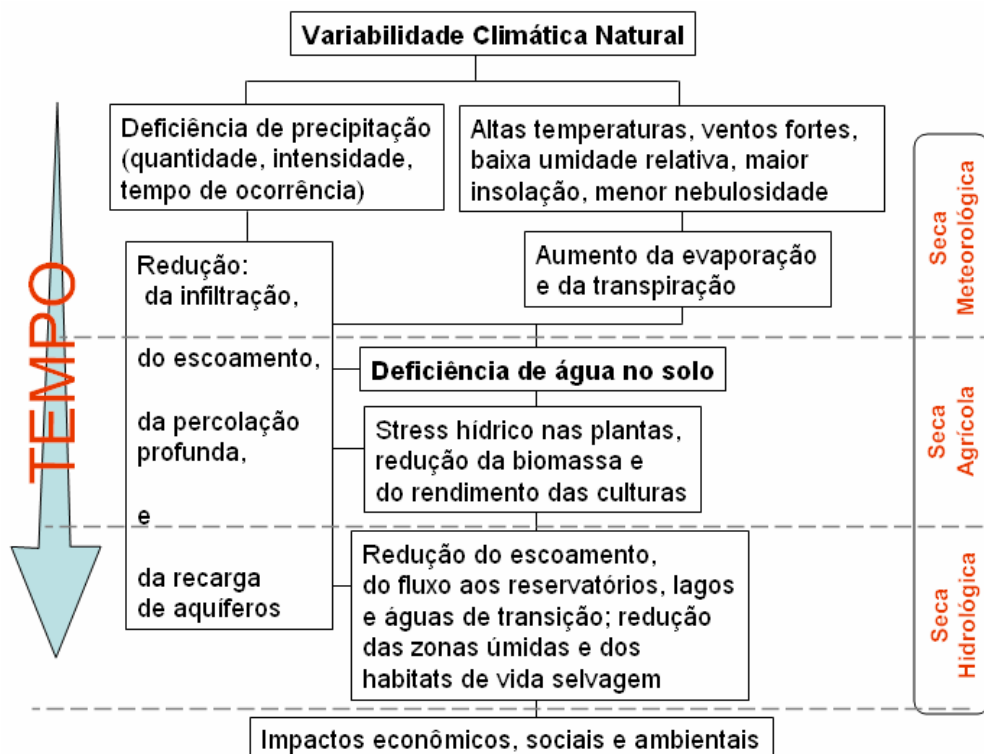 Variabilidade Climática Natural
Deficiência de precipitação
(quantidade, intensidade,
tempo de ocorrência)
Altas temperaturas, ventos fortes,
baixa umidade relativa, maior
insolação, menor nebulosidade
Redução:
da infiltração,
do escoamento,
da percolação
profunda,
e
da recarga
de aquíferos
Aumento da evaporação
e da transpiração
Deficiência de água no solo
Stress hídrico nas plantas,
redução da biomassa e
do rendimento das culturas
Redução do escoamento,
do fluxo aos reservatórios, lagos
e águas de transição; redução
das zonas úmidas e dos
habitats de vida selvagem
Impactos econômicos, sociais e ambientais
TEMPO
Seca
Meteorológica
Seca
Agrícola
Seca
Hidrológica